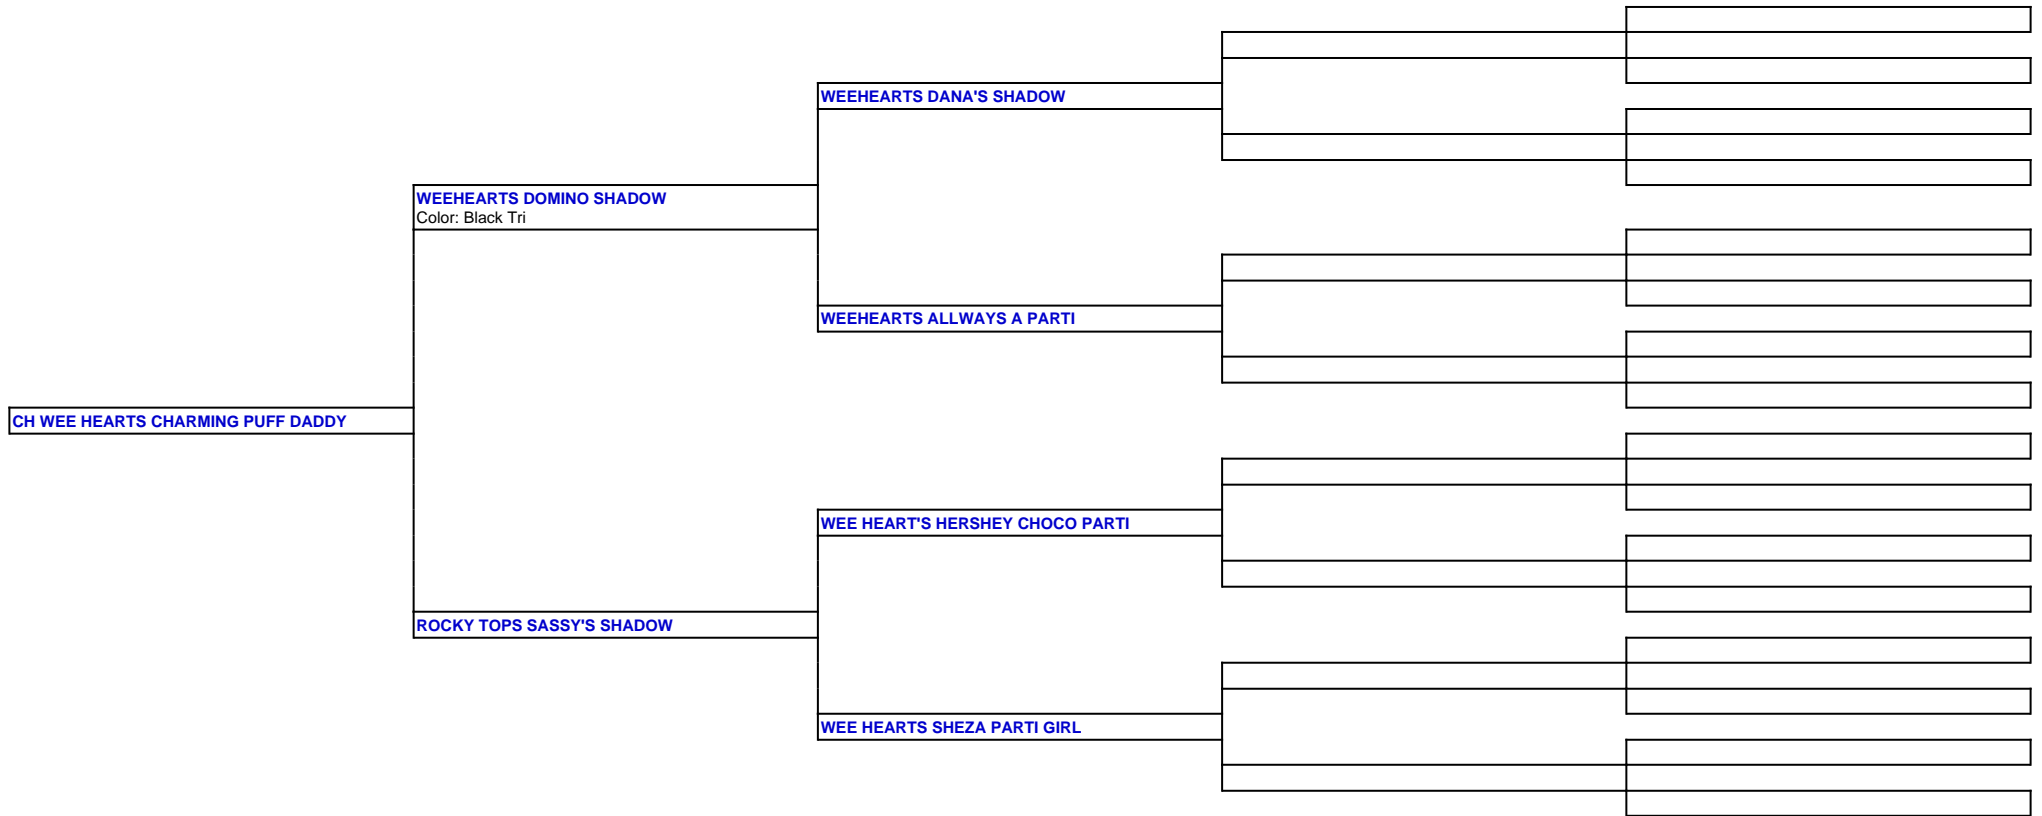 WEEHEARTS DANA'S SHADOW
WEEHEARTS DOMINO SHADOW
Color: Black Tri
WEEHEARTS ALLWAYS A PARTI
CH WEE HEARTS CHARMING PUFF DADDY
WEE HEART'S HERSHEY CHOCO PARTI
ROCKY TOPS SASSY'S SHADOW
WEE HEARTS SHEZA PARTI GIRL